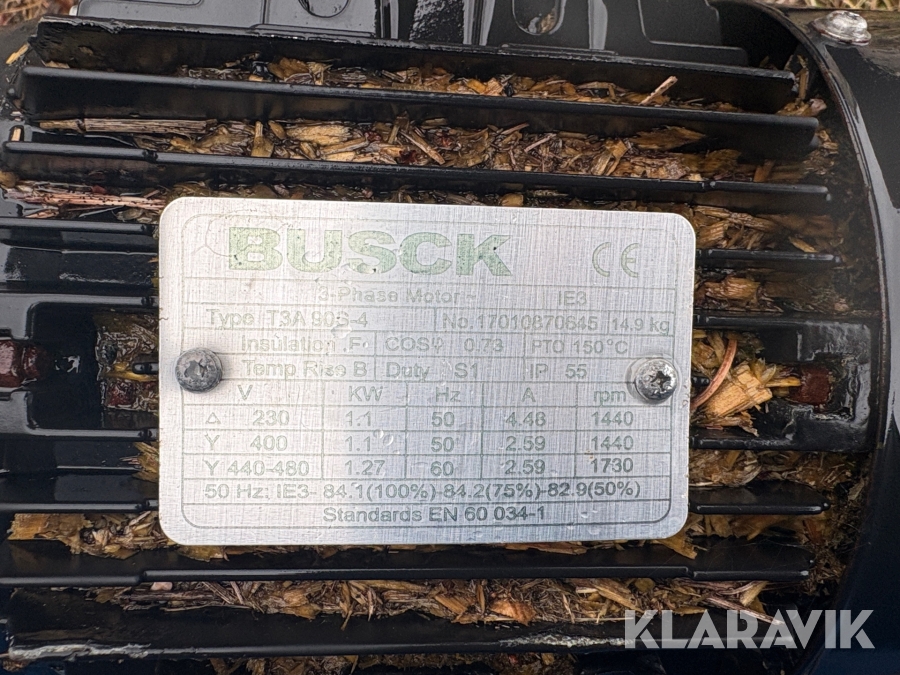 BUSCK CE
3-Phase Motor ~ IE3
Type T3A 90S-4 No.17010870645 14.9 kg
Insulation F COSφ 0.73 PTO 150°C
Temp Rise B Duty S1 IP 55
V KW Hz A rpm
Δ 230 1.1 50 4.48 1440
Y 400 1.1 50 2.59 1440
Y 440-480 1.27 60 2.59 1730
50 Hz: IE3- 84.1(100%)-84.2(75%)-82.9(50%)
Standards EN 60 034-1
KLARAVIK